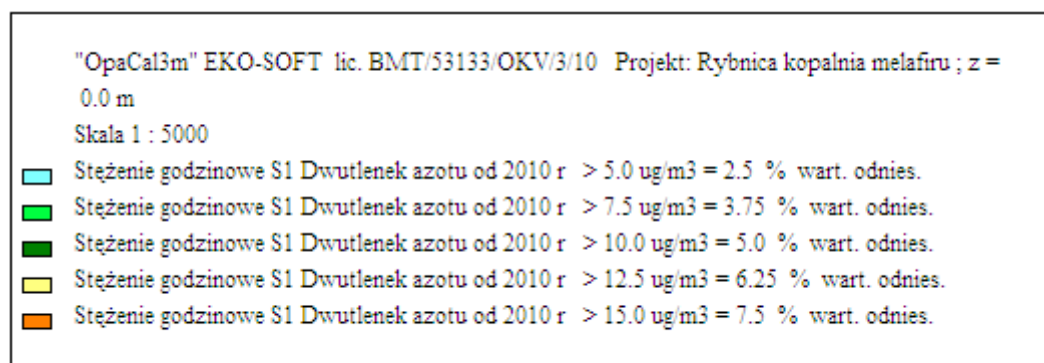 "OpaCal3m" EKO-SOFT lic. BMT/53133/OKV/3/10 Projekt: Rybnica kopalnia melafiru ; z =
0.0 m
Skala 1 : 5000
Stężenie godzinowe S1 Dwutlenek azotu od 2010 r > 5.0 ug/m3 = 2.5 % wart. odnies.
Stężenie godzinowe S1 Dwutlenek azotu od 2010 r > 7.5 ug/m3 = 3.75 % wart. odnies.
Stężenie godzinowe S1 Dwutlenek azotu od 2010 r > 10.0 ug/m3 = 5.0 % wart. odnies.
Stężenie godzinowe S1 Dwutlenek azotu od 2010 r > 12.5 ug/m3 = 6.25 % wart. odnies.
Stężenie godzinowe S1 Dwutlenek azotu od 2010 r > 15.0 ug/m3 = 7.5 % wart. odnies.